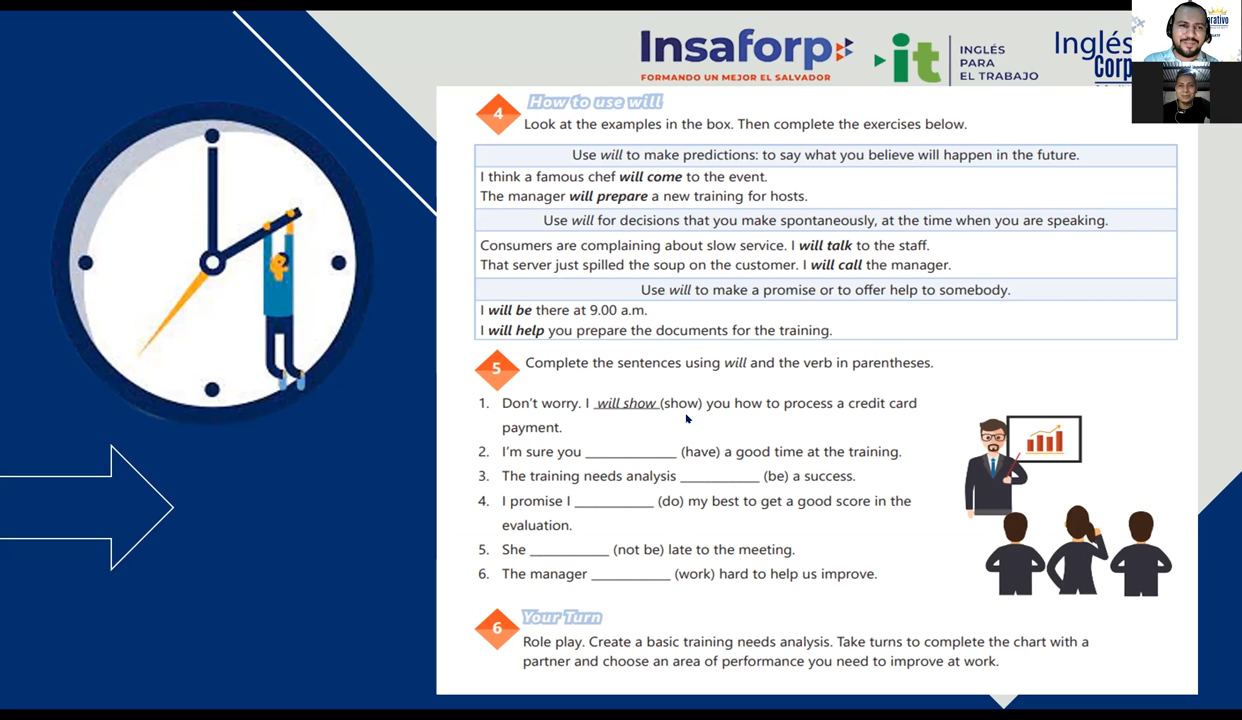 Insaforp
FORMANDO UN MEJOR EL SALVADOR
it
INGLÉS
PARA
EL TRABAJO
Inglés
Corp
4
How to use will
Look at the examples in the box. Then complete the exercises below.
Use will to make predictions: to say what you believe will happen in the future.
I think a famous chef will come to the event.
The manager will prepare a new training for hosts.
Use will for decisions that you make spontaneously, at the time when you are speaking.
Consumers are complaining about slow service. I will talk to the staff.
That server just spilled the soup on the customer. I will call the manager.
Use will to make a promise or to offer help to somebody.
I will be there at 9.00 a.m.
I will help you prepare the documents for the training.
5
Complete the sentences using will and the verb in parentheses.
1. Don't worry. I will show (show) you how to process a credit card
payment.
2. I'm sure you ____________ (have) a good time at the training.
3. The training needs analysis ___________ (be) a success.
4. I promise I ___________ (do) my best to get a good score in the
evaluation.
5. She ___________ (not be) late to the meeting.
6. The manager ___________ (work) hard to help us improve.
6
Your Turn
Role play. Create a basic training needs analysis. Take turns to complete the chart with a
partner and choose an area of performance you need to improve at work.